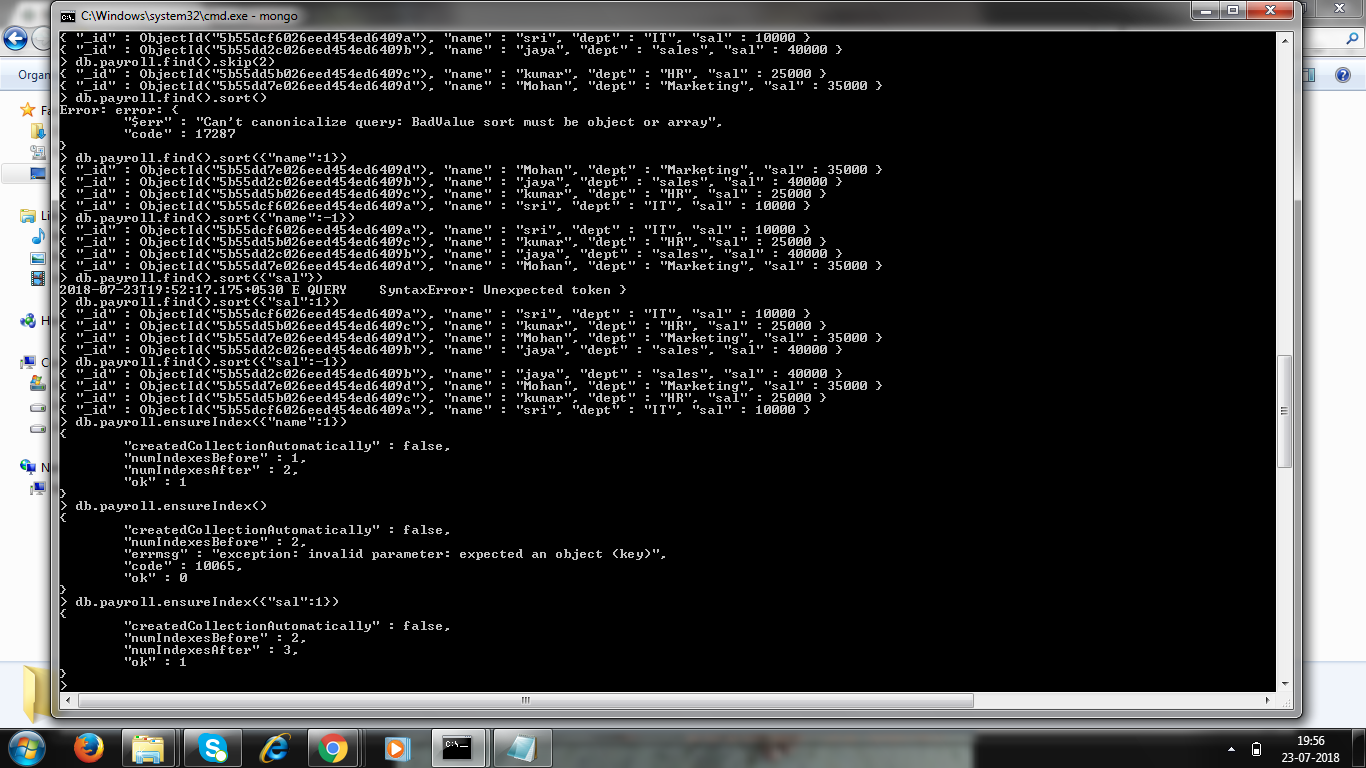 C:\Windows\system32\cmd.exe - mongo
{ "_id" : ObjectId("5b55dcf6026eed454ed6409a"), "name" : "sri", "dept" : "IT", "sal" : 10000 }
{ "_id" : ObjectId("5b55dd2c026eed454ed6409b"), "name" : "jaya", "dept" : "sales", "sal" : 40000 }
> db.payroll.find().skip(2)
{ "_id" : ObjectId("5b55dd5b026eed454ed6409c"), "name" : "kumar", "dept" : "HR", "sal" : 25000 }
{ "_id" : ObjectId("5b55dd7e026eed454ed6409d"), "name" : "Mohan", "dept" : "Marketing", "sal" : 35000 }
> db.payroll.find().sort()
Error: error: {
"$err" : "Can't canonicalize query: BadValue sort must be object or array",
"code" : 17287
}
> db.payroll.find().sort({"name":1})
{ "_id" : ObjectId("5b55dd7e026eed454ed6409d"), "name" : "Mohan", "dept" : "Marketing", "sal" : 35000 }
{ "_id" : ObjectId("5b55dd2c026eed454ed6409b"), "name" : "jaya", "dept" : "sales", "sal" : 40000 }
{ "_id" : ObjectId("5b55dd5b026eed454ed6409c"), "name" : "kumar", "dept" : "HR", "sal" : 25000 }
{ "_id" : ObjectId("5b55dcf6026eed454ed6409a"), "name" : "sri", "dept" : "IT", "sal" : 10000 }
> db.payroll.find().sort({"name":-1})
{ "_id" : ObjectId("5b55dcf6026eed454ed6409a"), "name" : "sri", "dept" : "IT", "sal" : 10000 }
{ "_id" : ObjectId("5b55dd5b026eed454ed6409c"), "name" : "kumar", "dept" : "HR", "sal" : 25000 }
{ "_id" : ObjectId("5b55dd2c026eed454ed6409b"), "name" : "jaya", "dept" : "sales", "sal" : 40000 }
{ "_id" : ObjectId("5b55dd7e026eed454ed6409d"), "name" : "Mohan", "dept" : "Marketing", "sal" : 35000 }
> db.payroll.find().sort({"sal"})
2018-07-23T19:52:17.175+0530 E QUERY    SyntaxError: Unexpected token }
> db.payroll.find().sort({"sal":1})
{ "_id" : ObjectId("5b55dcf6026eed454ed6409a"), "name" : "sri", "dept" : "IT", "sal" : 10000 }
{ "_id" : ObjectId("5b55dd5b026eed454ed6409c"), "name" : "kumar", "dept" : "HR", "sal" : 25000 }
{ "_id" : ObjectId("5b55dd7e026eed454ed6409d"), "name" : "Mohan", "dept" : "Marketing", "sal" : 35000 }
{ "_id" : ObjectId("5b55dd2c026eed454ed6409b"), "name" : "jaya", "dept" : "sales", "sal" : 40000 }
> db.payroll.find().sort({"sal":-1})
{ "_id" : ObjectId("5b55dd2c026eed454ed6409b"), "name" : "jaya", "dept" : "sales", "sal" : 40000 }
{ "_id" : ObjectId("5b55dd7e026eed454ed6409d"), "name" : "Mohan", "dept" : "Marketing", "sal" : 35000 }
{ "_id" : ObjectId("5b55dd5b026eed454ed6409c"), "name" : "kumar", "dept" : "HR", "sal" : 25000 }
{ "_id" : ObjectId("5b55dcf6026eed454ed6409a"), "name" : "sri", "dept" : "IT", "sal" : 10000 }
> db.payroll.ensureIndex({"name":1})
{
"createdCollectionAutomatically" : false,
"numIndexesBefore" : 1,
"numIndexesAfter" : 2,
"ok" : 1
}
> db.payroll.ensureIndex()
{
"createdCollectionAutomatically" : false,
"numIndexesBefore" : 2,
"errmsg" : "exception: invalid parameter: expected an object (key)",
"code" : 10065,
"ok" : 0
}
> db.payroll.ensureIndex({"sal":1})
{
"createdCollectionAutomatically" : false,
"numIndexesBefore" : 2,
"numIndexesAfter" : 3,
"ok" : 1
}
>
Organ
Fa
Li
H
C
N
19:56
23-07-2018